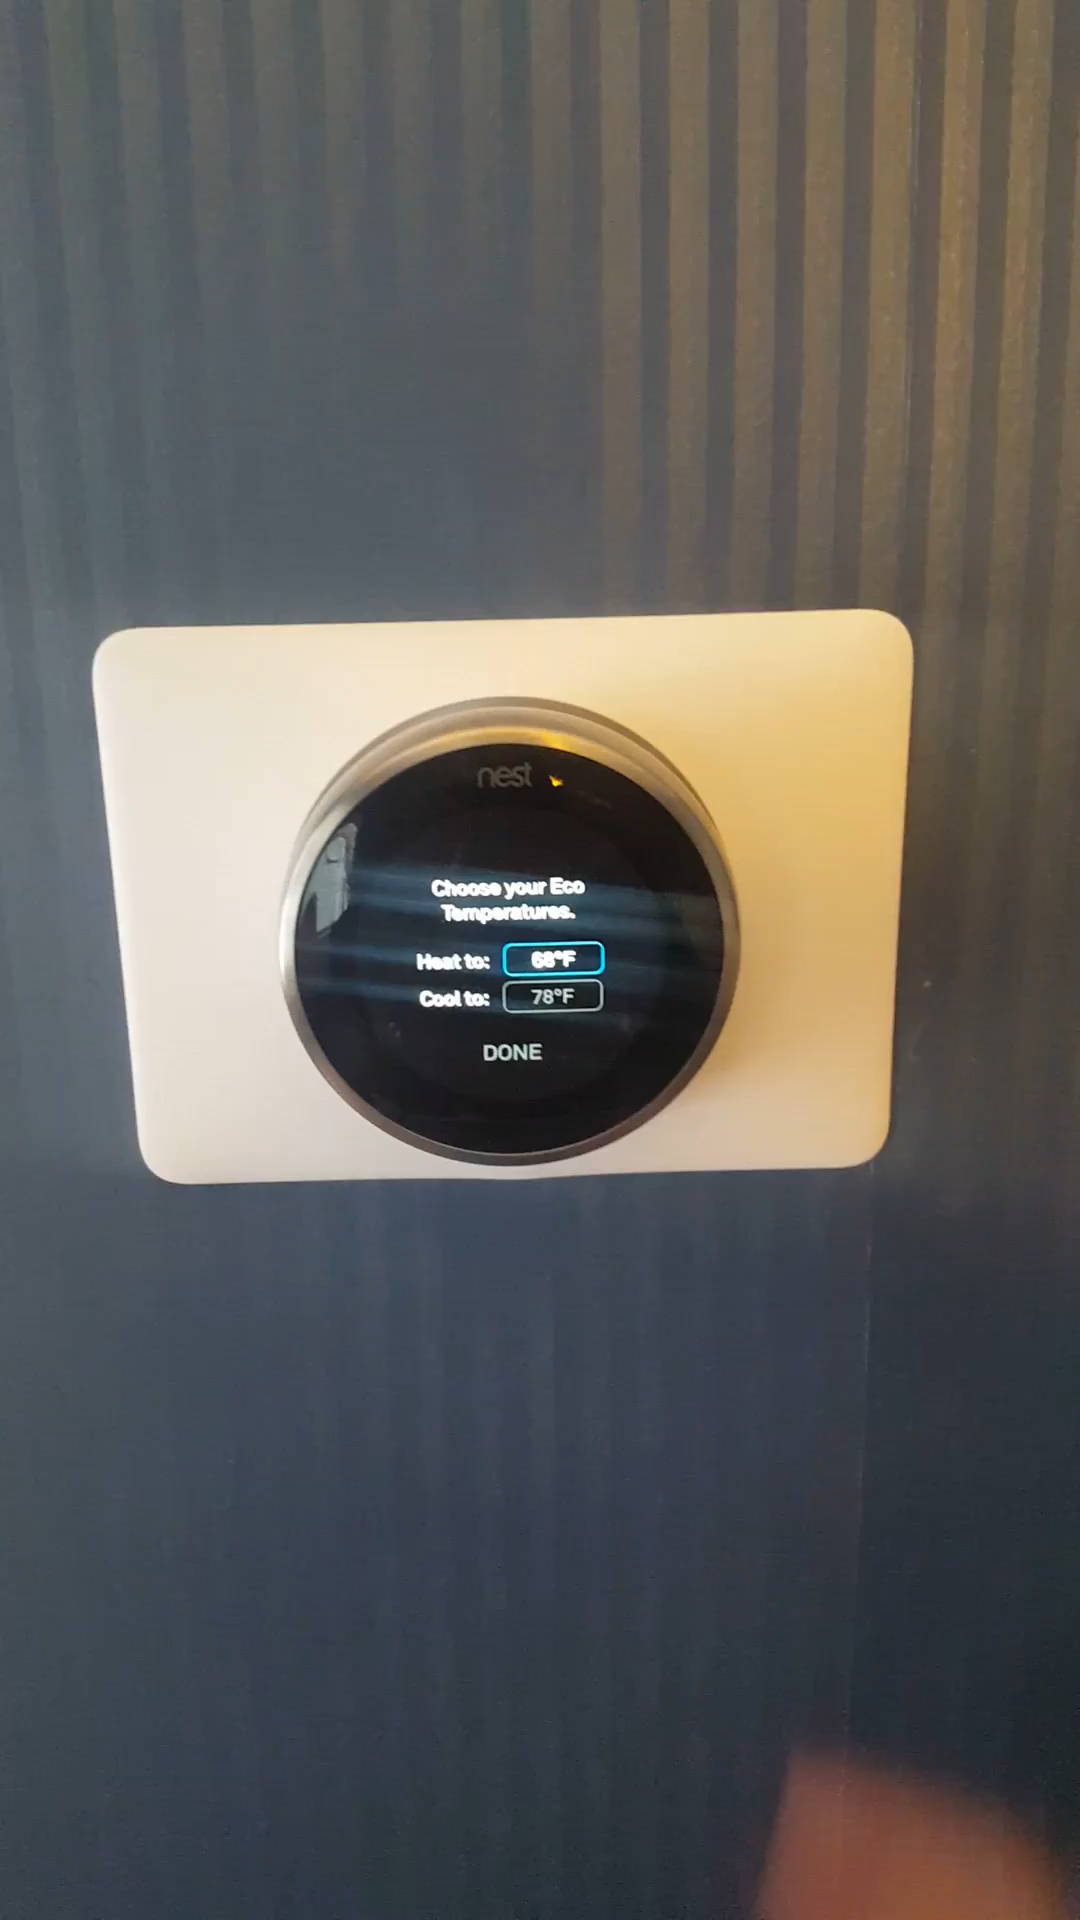 nest
Choose your Eco
Temperatures.
Heat to: 68°F
Cool to: 78°F
DONE